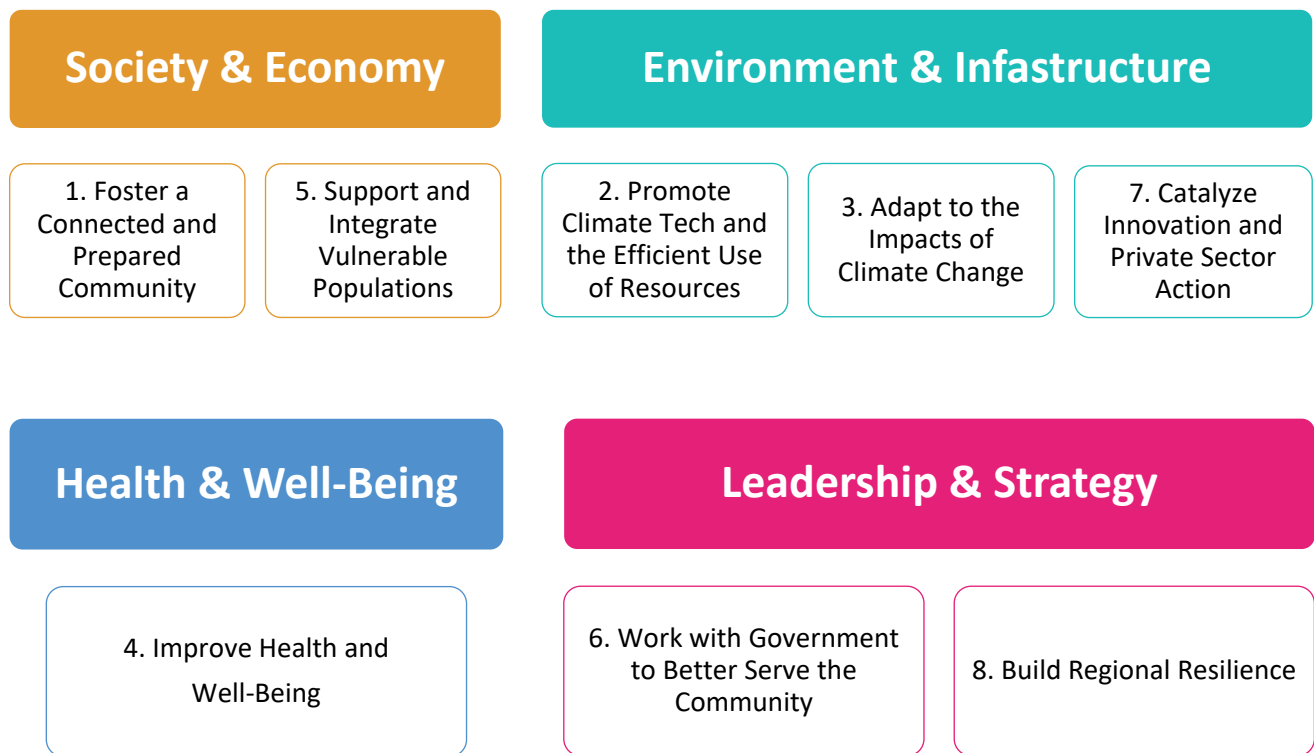 Society & Economy
1. Foster a
Connected and
Prepared
Community
5. Support and
Integrate
Vulnerable
Populations
Environment & Infastructure
2. Promote
Climate Tech and
the Efficient Use
of Resources
3. Adapt to the
Impacts of
Climate Change
7. Catalyze
Innovation and
Private Sector
Action
Health & Well-Being
4. Improve Health and
Well-Being
Leadership & Strategy
6. Work with Government
to Better Serve the
Community
8. Build Regional Resilience